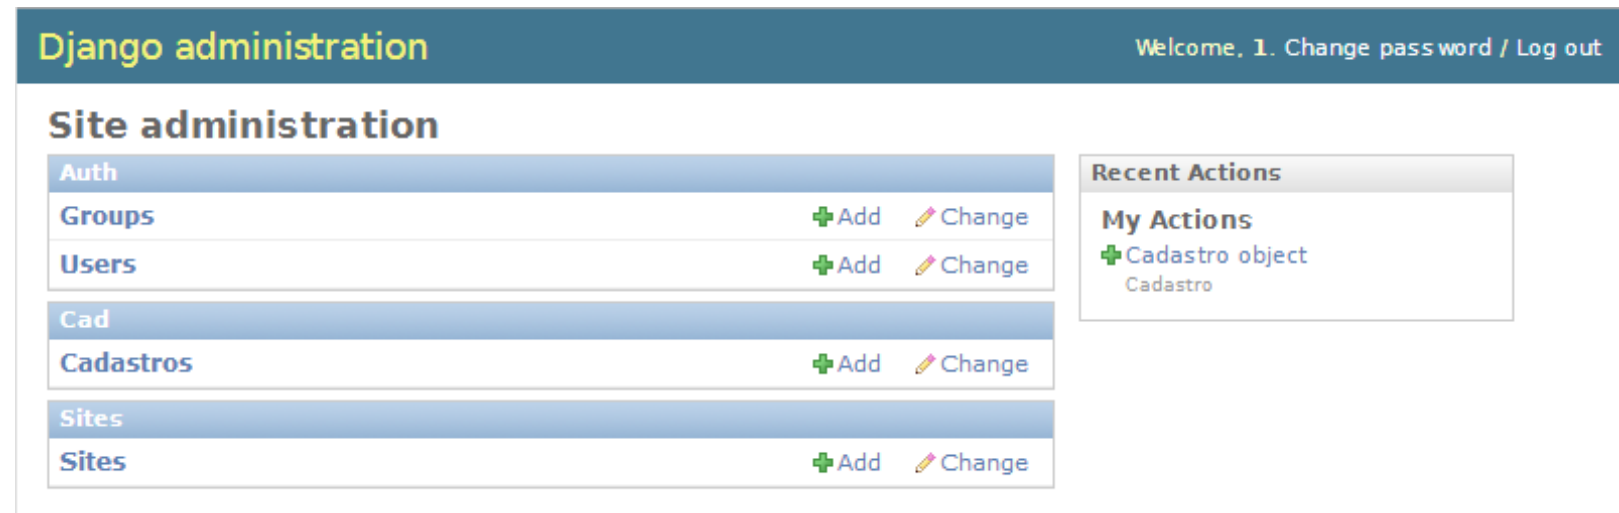 Django administration
Welcome, 1. Change password / Log out
Site administration
Auth
Groups Add Change
Users Add Change
Cad
Cadastros Add Change
Sites
Sites Add Change
Recent Actions
My Actions
Cadastro object
Cadastro